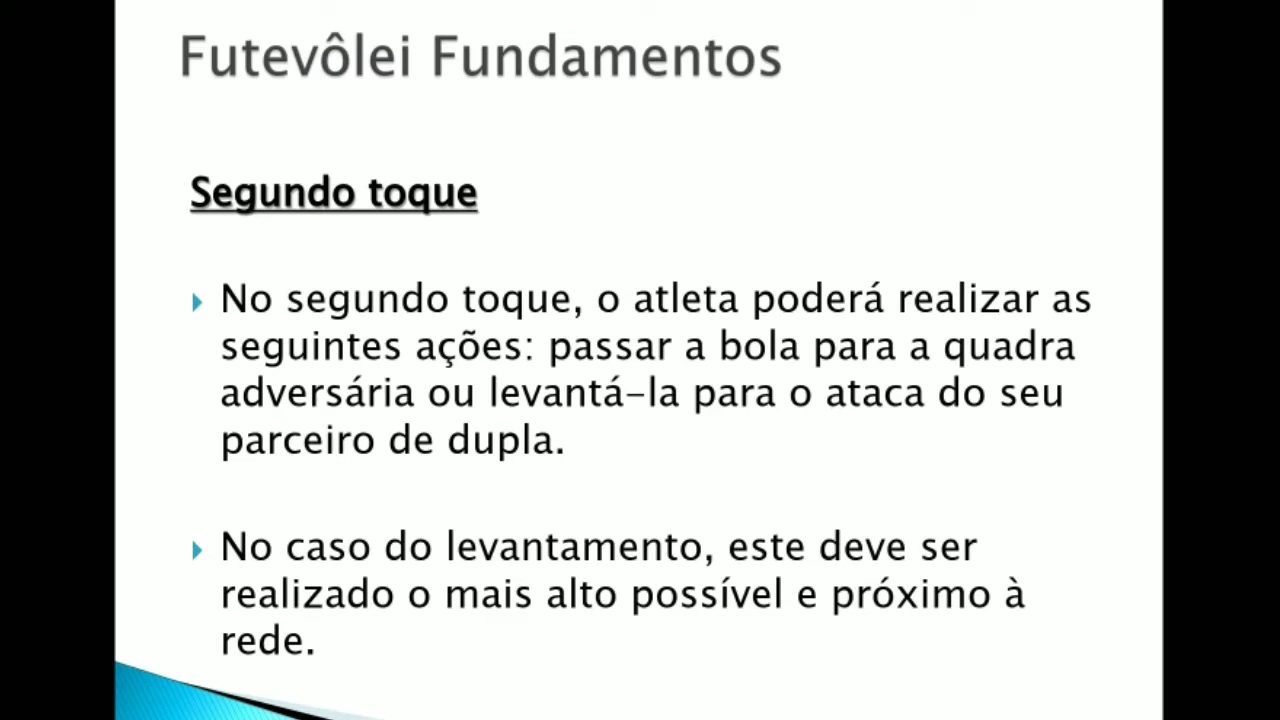 Futevôlei Fundamentos
Segundo toque
No segundo toque, o atleta poderá realizar as
seguintes ações: passar a bola para a quadra
adversária ou levantá-la para o ataca do seu
parceiro de dupla.
No caso do levantamento, este deve ser
realizado o mais alto possível e próximo à
rede.